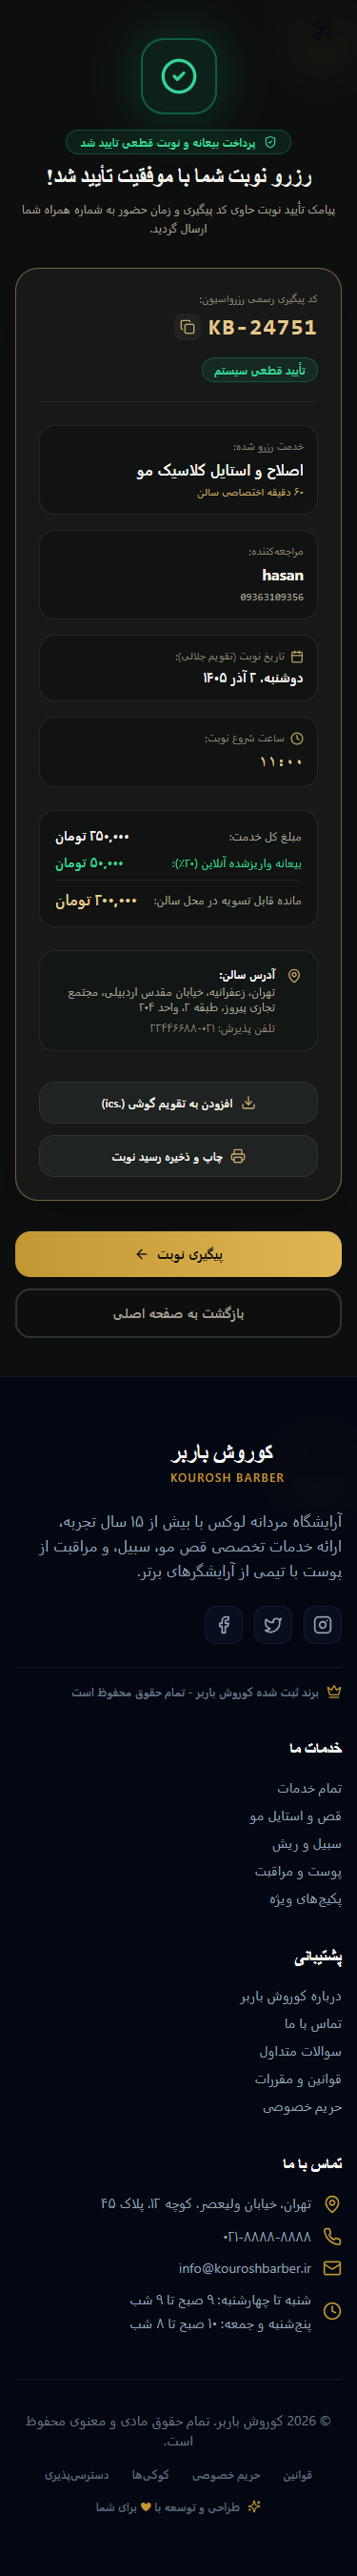 پرداخت بیعانه و نوبت قطعی تایید شد
رزرو نوبت شما با موفقیت تأیید شد!
پیامک تأیید نوبت حاوی کد پیگیری و زمان حضور به شماره همراه شما
ارسال گردید.
کد پیگیری رسمی رزرواسیون:
KB-24751
تأیید قطعی سیستم
خدمت رزرو شده:
اصلاح و استایل کلاسیک مو
۶۰ دقیقه اختصاصی سالن
مراجعه‌کننده:
hasan
09363109356
تاریخ نوبت (تقویم جلالی):
دوشنبه، ۲ آذر ۱۴۰۵
ساعت شروع نوبت:
۱۱:۰۰
مبلغ کل خدمت: ۲۵۰,۰۰۰ تومان
بیعانه واریزشده آنلاین (۲۰٪): ۵۰,۰۰۰ تومان
مانده قابل تسویه در محل سالن: ۲۰۰,۰۰۰ تومان
آدرس سالن:
تهران، زعفرانیه، خیابان مقدس اردبیلی، مجتمع
تجاری پیروز، طبقه ۲، واحد ۲۰۴
تلفن پذیرش: ۰۲۱-۲۲۴۴۶۶۸۸
افزودن به تقویم گوشی (.ics)
چاپ و ذخیره رسید نوبت
پیگیری نوبت
بازگشت به صفحه اصلی
کوروش باربر
KOUROSH BARBER
آرایشگاه مردانه لوکس با بیش از ۱۵ سال تجربه،
ارائه خدمات تخصصی قص مو، سبیل، و مراقبت از
پوست با تیمی از آرایشگرهای برتر.
برند ثبت شده کوروش باربر - تمام حقوق محفوظ است
خدمات ما
تمام خدمات
قص و استایل مو
سبیل و ریش
پوست و مراقبت
پکیج‌های ویژه
پشتیبانی
درباره کوروش باربر
تماس با ما
سوالات متداول
قوانین و مقررات
حریم خصوصی
تماس با ما
تهران، خیابان ولیعصر، کوچه ۱۲، پلاک ۴۵
۰۲۱-۸۸۸۸-۸۸۸۸
info@kouroshbarber.ir
شنبه تا چهارشنبه: ۹ صبح تا ۹ شب
پنج‌شنبه و جمعه: ۱۰ صبح تا ۸ شب
© 2026 کوروش باربر. تمام حقوق مادی و معنوی محفوظ
است.
قوانین حریم خصوصی کوکی‌ها دسترسی‌پذیری
طراحی و توسعه با برای شما